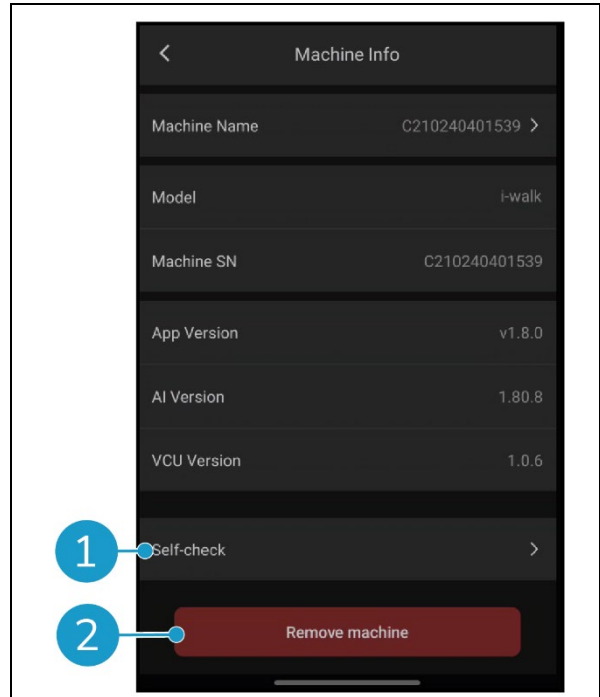 Machine Info
Machine Name C210240401539
Model i-walk
Machine SN C210240401539
App Version v1.8.0
AI Version 1.80.8
VCU Version 1.0.6
1 Self-check
2 Remove machine